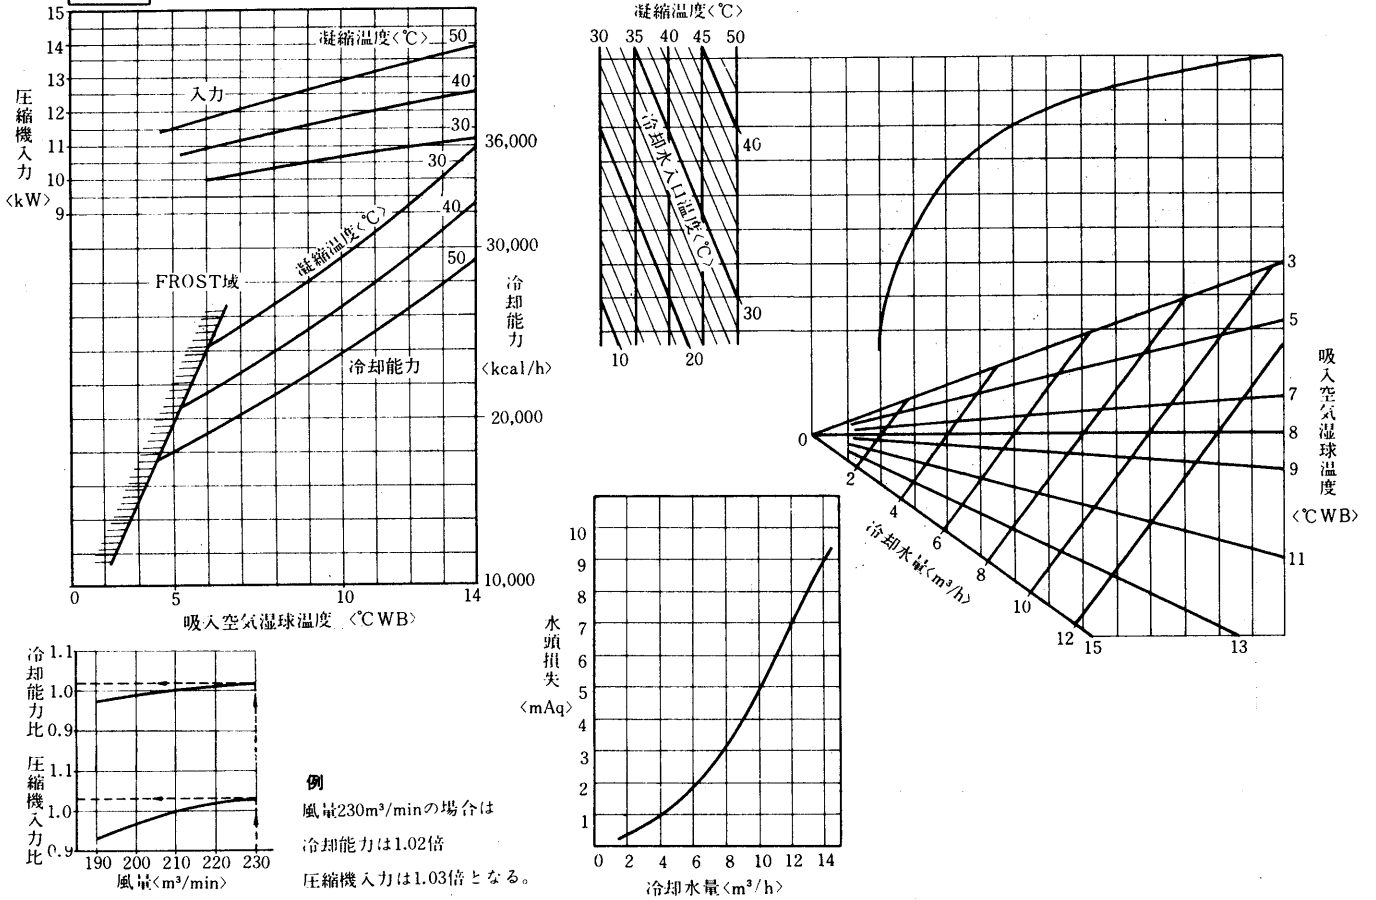 凝縮温度〈℃〉
50
40
30
入力
15
14
13
12
11
10
9
圧縮機入力
〈kW〉
36,000
30,000
20,000
10,000
冷却能力
〈kcal/h〉
30
40
50
凝縮温度〈℃〉
FROST域
冷却能力
0
5
10
14
吸入空気湿球温度 〈℃WB〉
凝縮温度〈℃〉
30 35 40 45 50
冷却水入口温度〈℃〉
40
30
10
20
0
3
5
7
8
9
11
13
15
吸入空気湿球温度
〈℃WB〉
2
4
6
8
10
12
冷却水量〈m³/h〉
冷却能力比
1.1
1.0
0.9
圧縮機入力比
1.1
1.0
0.9
190 200 210 220 230
風量〈m³/min〉
例
風量230m³/minの場合は
冷却能力は1.02倍
圧縮機入力は1.03倍となる。
水頭損失
〈mAq〉
10
9
8
7
6
5
4
3
2
1
0 2 4 6 8 10 12 14
冷却水量〈m³/h〉